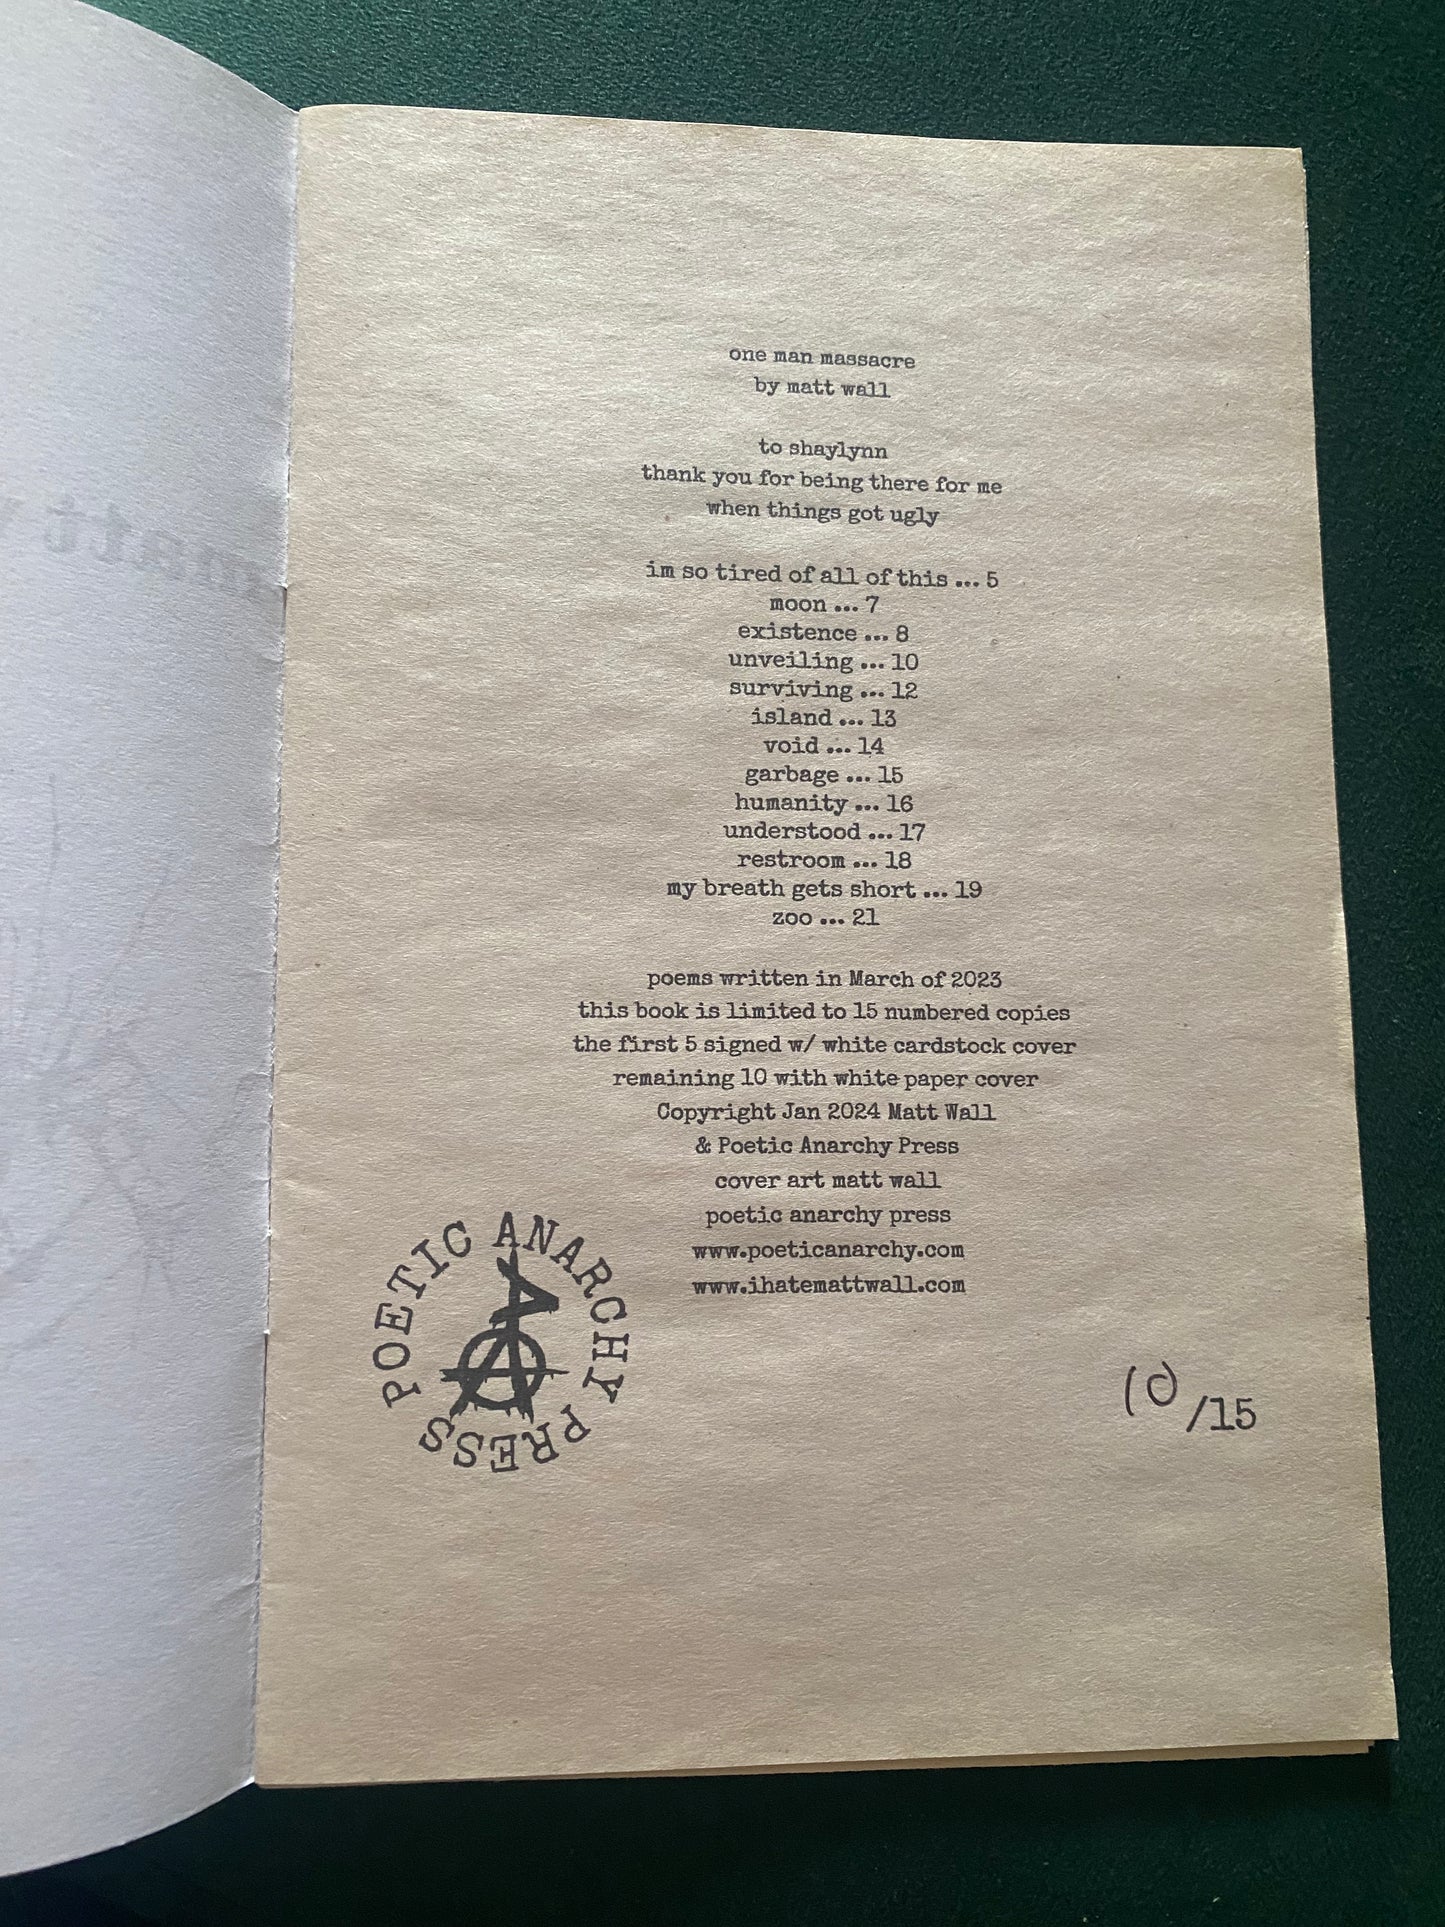 one man massacre
by matt wall
to shaylynn
thank you for being there for me
when things got ugly
im so tired of all of this ... 5
moon ... 7
existence ... 8
unveiling ... 10
surviving ... 12
island ... 13
void ... 14
garbage ... 15
humanity ... 16
understood ... 17
restroom ... 18
my breath gets short ... 19
zoo ... 21
poems written in March of 2023
this book is limited to 15 numbered copies
the first 5 signed w/ white cardstock cover
remaining 10 with white paper cover
Copyright Jan 2024 Matt Wall
& Poetic Anarchy Press
cover art matt wall
poetic anarchy press
www.poeticanarchy.com
www.ihatemattwall.com
POETIC ANARCHY PRESS
10/15
matt